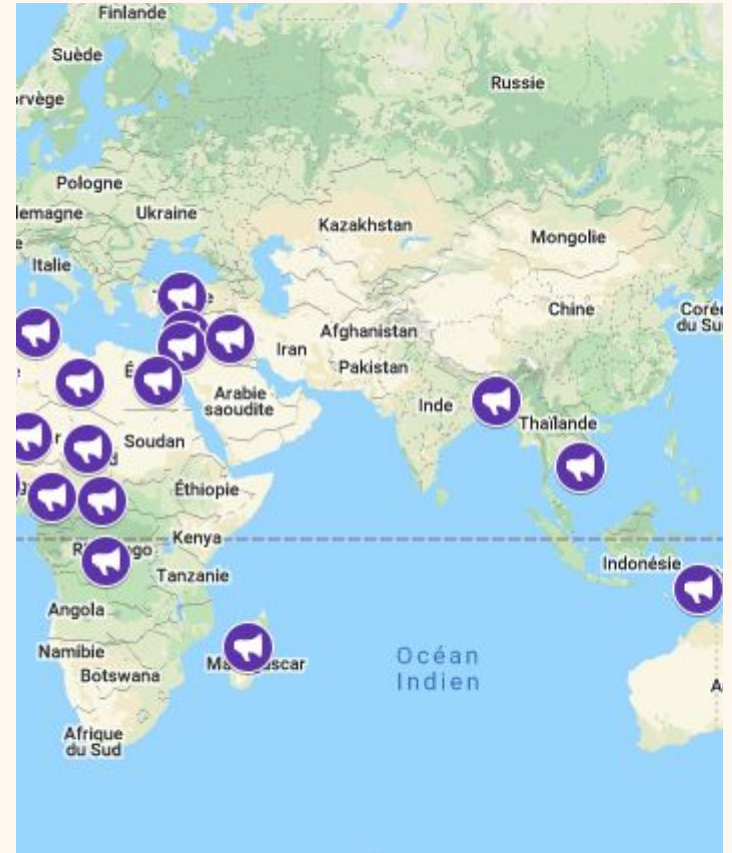 Finlande
Suède
Russie
rvège
Pologne
lemagne
Ukraine
Kazakhstan
Mongolie
Italie
Chine
Corée
du Su
Afghanistan
Iran
Pakistan
Arabie
saoudite
Inde
Thaïlande
Soudan
Éthiopie
Kenya
Indonésie
Tanzanie
Angola
Océan
Indien
Namibie
Botswana
Afrique
du Sud